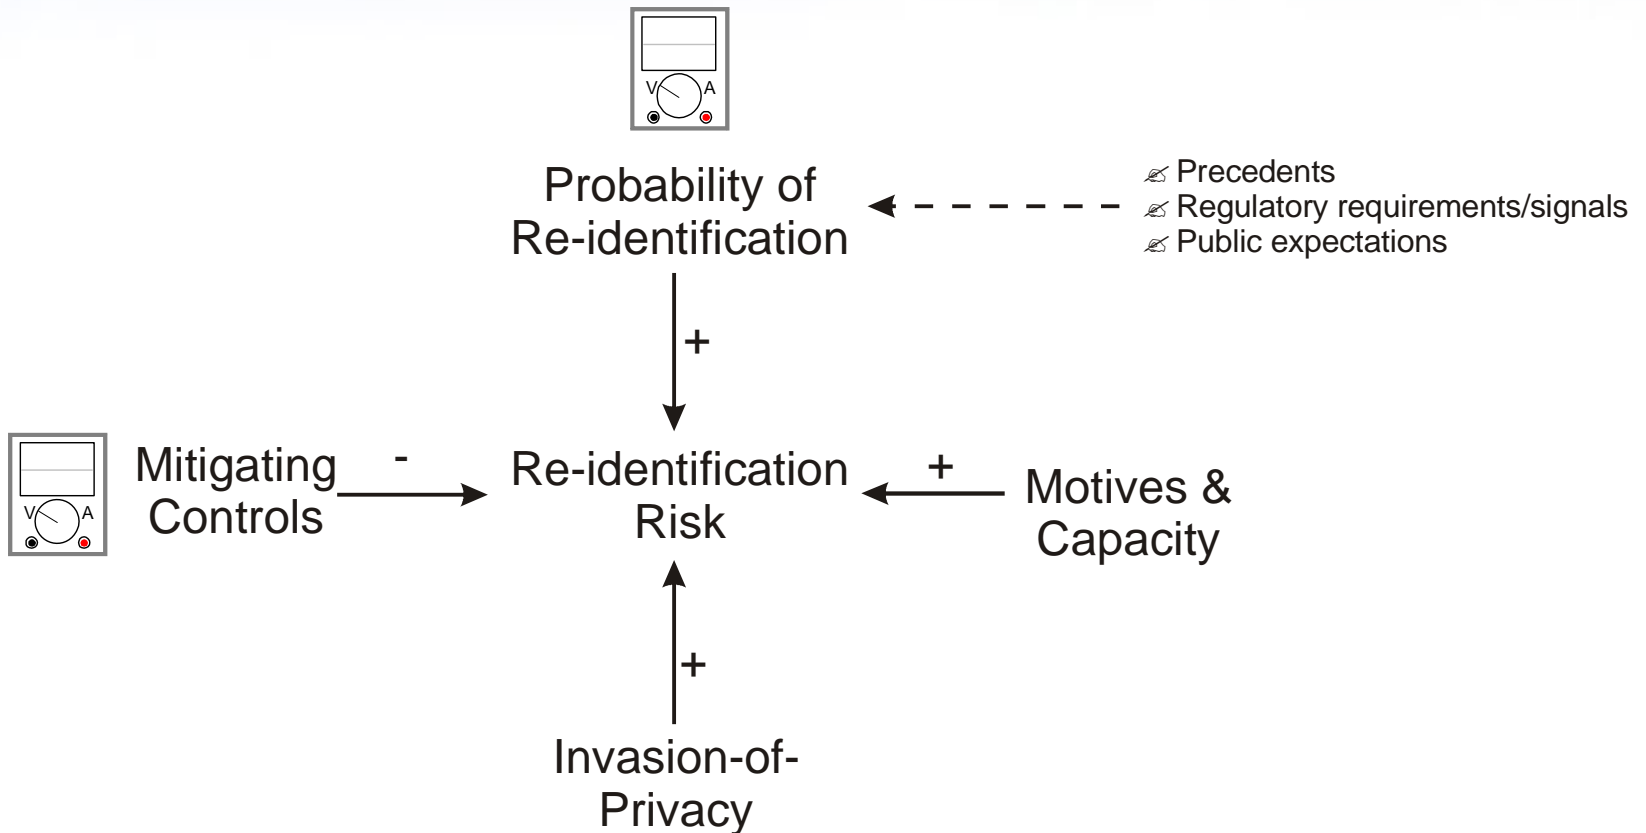 V A
Probability of
Re-identification
Precedents
Regulatory requirements/signals
Public expectations
+
Mitigating
Controls
-
Re-identification
Risk
+
Motives &
Capacity
V A
+
Invasion-of-
Privacy